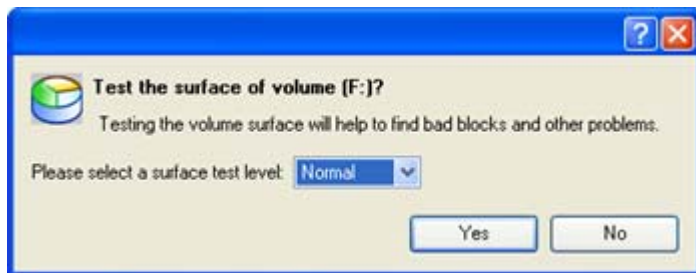 Test the surface of volume (F:)?
Testing the volume surface will help to find bad blocks and other problems.
Please select a surface test level: Normal
Yes No